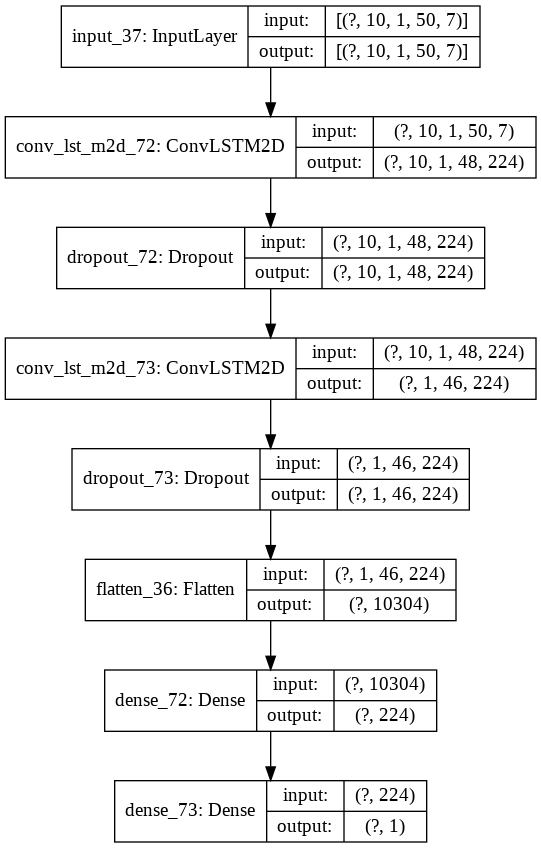 input_37: InputLayer
input: [(?, 10, 1, 50, 7)]
output: [(?, 10, 1, 50, 7)]
conv_lst_m2d_72: ConvLSTM2D
input: (?, 10, 1, 50, 7)
output: (?, 10, 1, 48, 224)
dropout_72: Dropout
input: (?, 10, 1, 48, 224)
output: (?, 10, 1, 48, 224)
conv_lst_m2d_73: ConvLSTM2D
input: (?, 10, 1, 48, 224)
output: (?, 1, 46, 224)
dropout_73: Dropout
input: (?, 1, 46, 224)
output: (?, 1, 46, 224)
flatten_36: Flatten
input: (?, 1, 46, 224)
output: (?, 10304)
dense_72: Dense
input: (?, 10304)
output: (?, 224)
dense_73: Dense
input: (?, 224)
output: (?, 1)